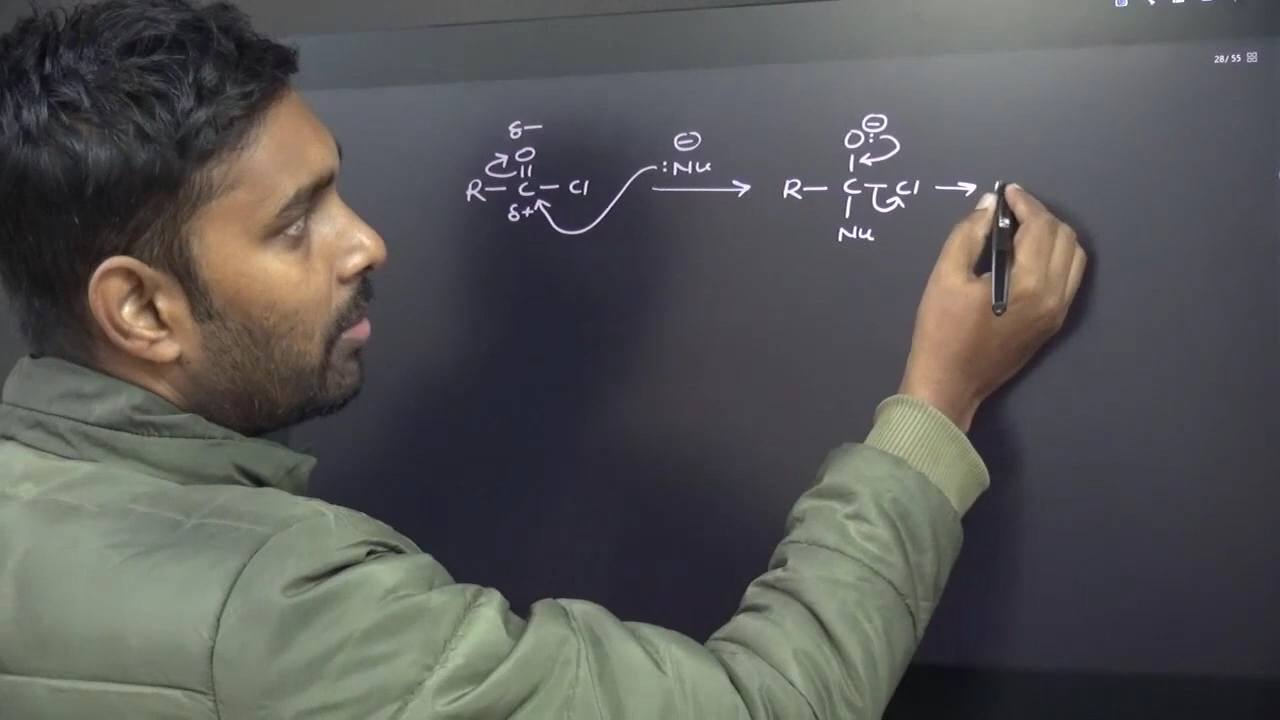 28/55
δ– ⊖ ⊖
O :Nu O:
|| |
R–C–Cl → R–C–Cl →
δ+ |
Nu